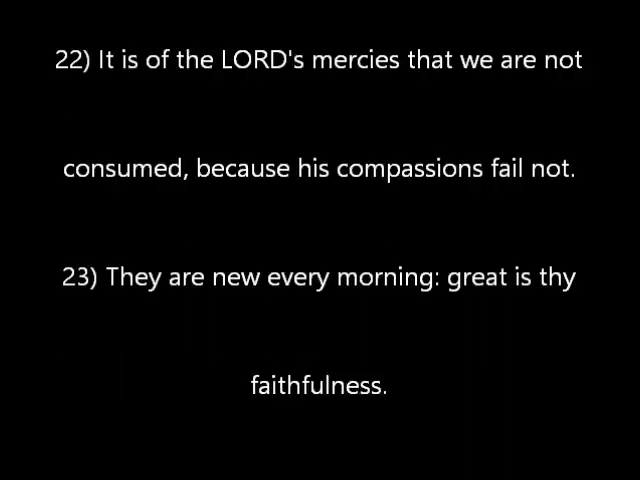 22) It is of the LORD's mercies that we are not
consumed, because his compassions fail not.
23) They are new every morning: great is thy
faithfulness.